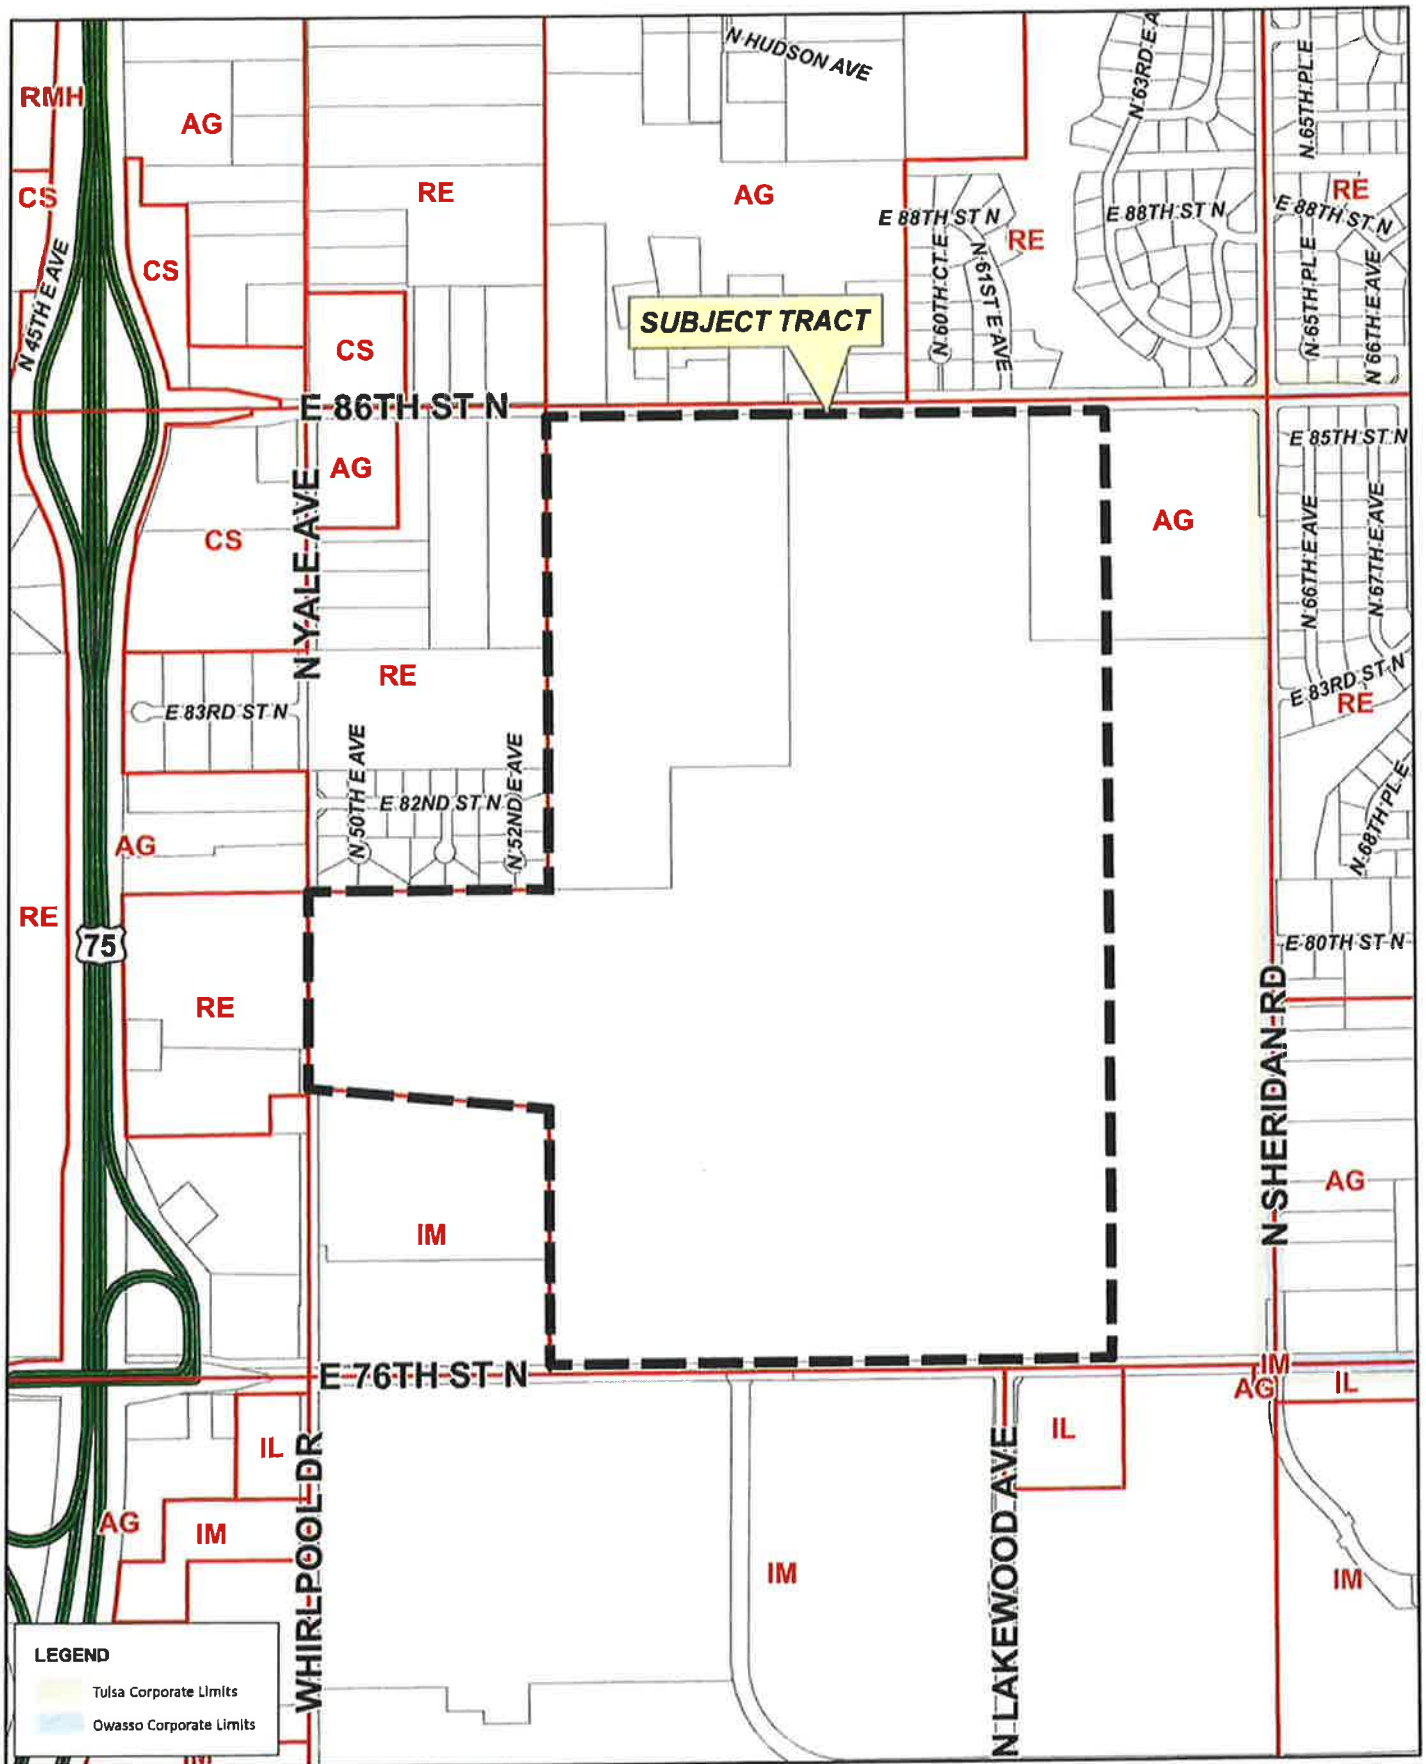 N HUDSON AVE
N 63RD E A
N 65TH PL E
RMH
AG
CS
RE
AG
RE
E 88TH ST N
E 88TH ST N
E 88TH ST N
RE
N 45TH E AVE
CS
N 60TH CT E
N 61ST E AVE
N 65TH PL E
N 66TH E AVE
SUBJECT TRACT
CS
E 86TH ST N
E 85TH ST N
AG
N YALE AVE
CS
AG
N 66TH E AVE
N 67TH E AVE
RE
E 83RD ST N
E 83RD ST N
RE
N 50TH E AVE
E 82ND ST N
N 52ND E AVE
N 68TH PL E
AG
RE
75
E 80TH ST N
RE
N SHERIDAN RD
AG
IM
E 76TH ST N
IM
AG
IL
IL
IL
WHIRLPOOL DR
N LAKEWOOD AVE
AG
IM
IM
IM
LEGEND
Tulsa Corporate Limits
Owasso Corporate Limits